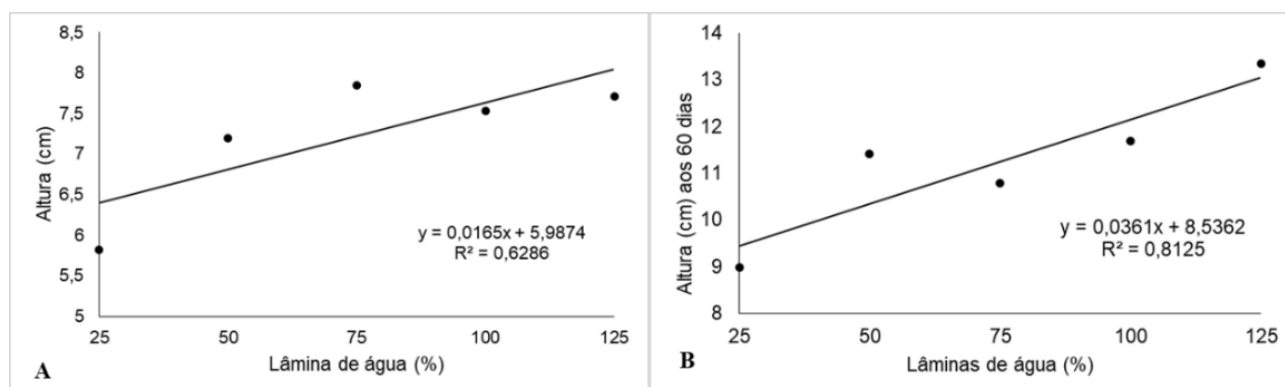 8,5
8
7,5
7
6,5
6
5,5
5
Altura (cm)
y = 0,0165x + 5,9874
R² = 0,6286
25 50 75 100 125
Lâmina de água (%)
A
14
13
12
11
10
9
8
Altura (cm) aos 60 dias
y = 0,0361x + 8,5362
R² = 0,8125
25 50 75 100 125
Lâminas de água (%)
B